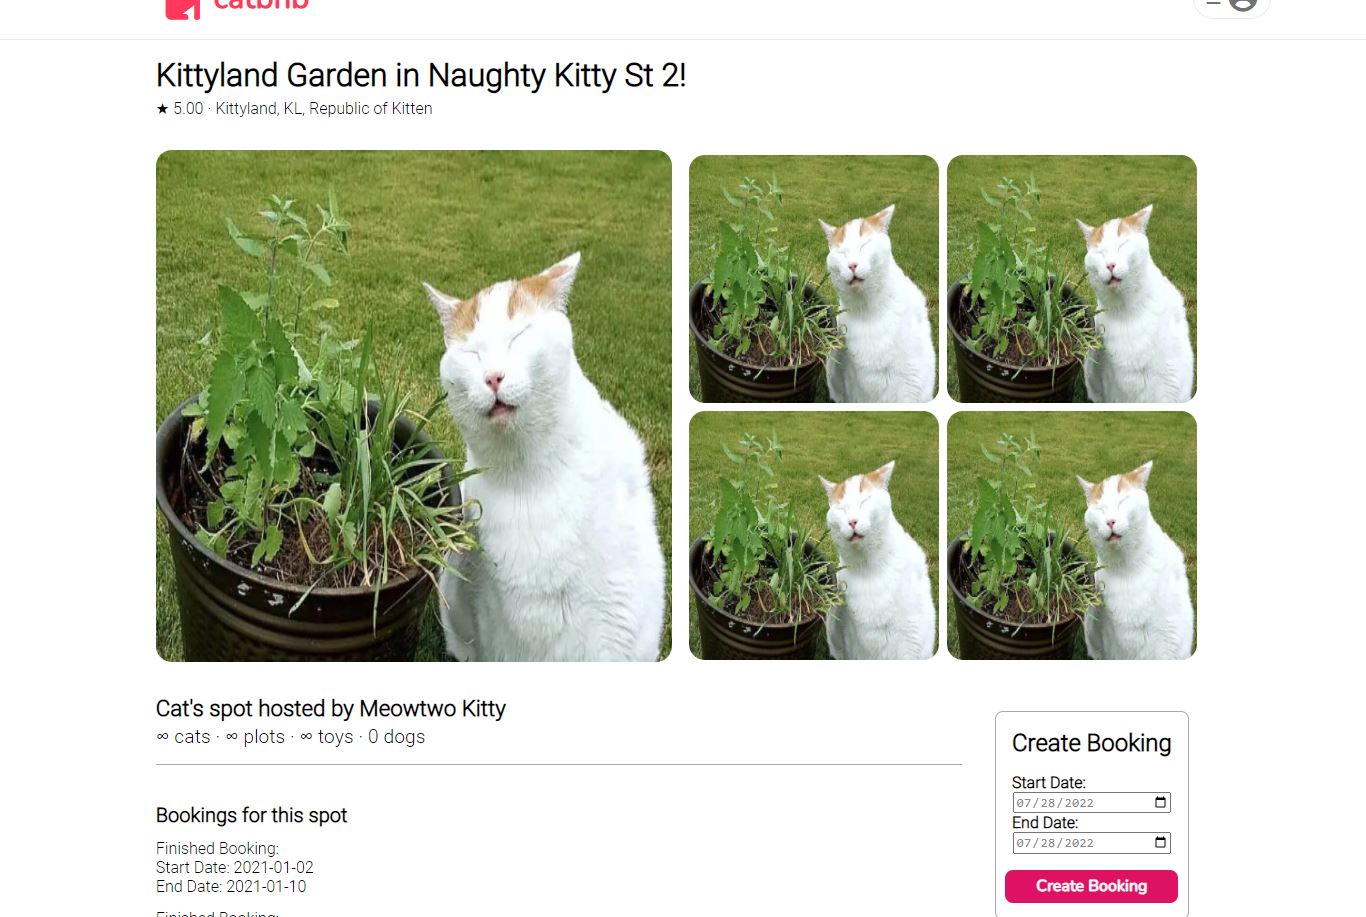 catbnb
Kittyland Garden in Naughty Kitty St 2!
★ 5.00 · Kittyland, KL, Republic of Kitten
Cat's spot hosted by Meowtwo Kitty
∞ cats · ∞ plots · ∞ toys · 0 dogs
Bookings for this spot
Finished Booking:
Start Date: 2021-01-02
End Date: 2021-01-10
Finished Booking:
Create Booking
Start Date:
07/28/2022
End Date:
07/28/2022
Create Booking